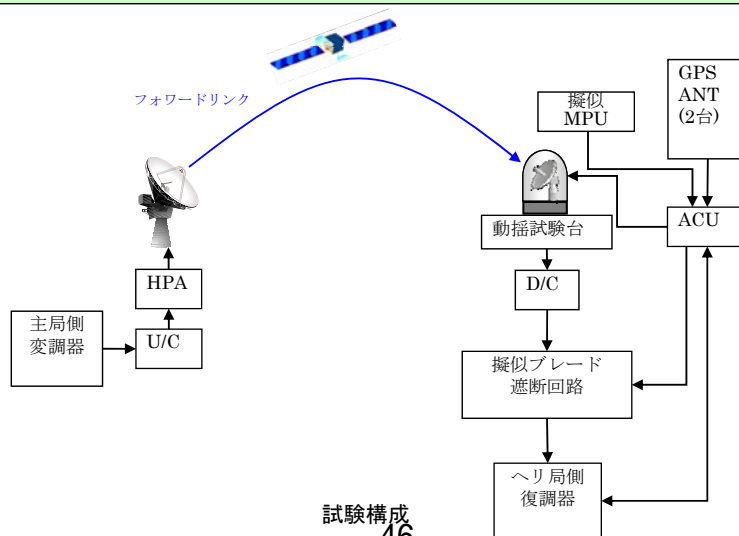 フォワードリンク
GPS
ANT
(2台)
擬似
MPU
ACU
動揺試験台
HPA
D/C
主局側
変調器
U/C
擬似ブレード
遮断回路
ヘリ局側
復調器
試験構成
46